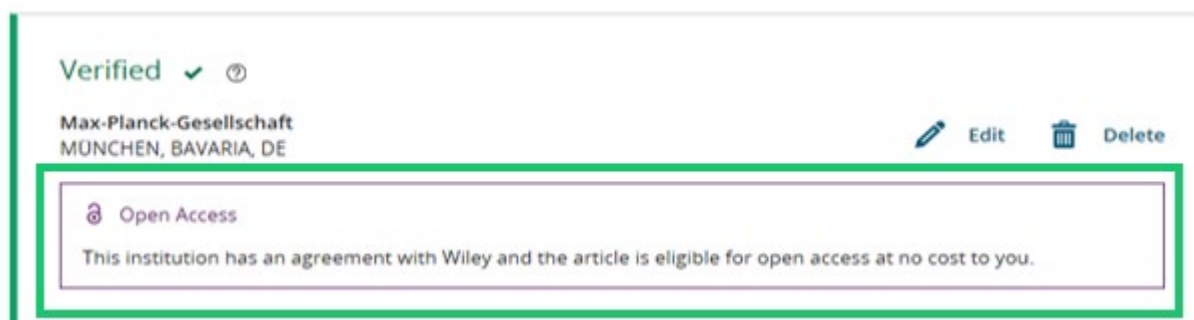 Verified
Max-Planck-Gesellschaft
MÜNCHEN, BAVARIA, DE
Edit
Delete
Open Access
This institution has an agreement with Wiley and the article is eligible for open access at no cost to you.